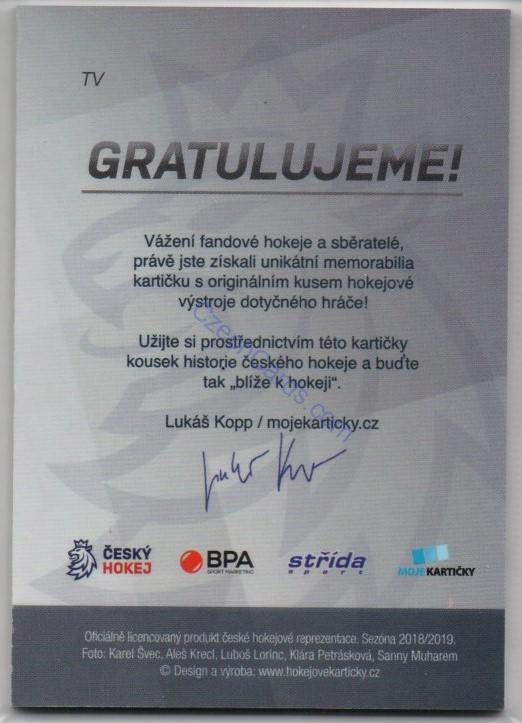 TV
GRATULUJEME!
Vážení fandové hokeje a sběratelé,
právě jste získali unikátní memorabilia
kartičku s originálním kusem hokejové
výstroje dotyčného hráče!
Užijte si prostřednictvím této kartičky
kousek historie českého hokeje a buďte
tak „blíže k hokeji“.
CzechCards.com
Lukáš Kopp / mojekarticky.cz
ČESKÝ
HOKEJ
BPA
SPORT MARKETING
střída
sport
MOJEKARTIČKY
Oficiálně licencovaný produkt české hokejové reprezentace. Sezóna 2018/2019.
Foto: Karel Švec, Aleš Krecl, Luboš Lorinc, Klára Petrásková, Sanny Muharem
© Design a výroba: www.hokejovekarticky.cz